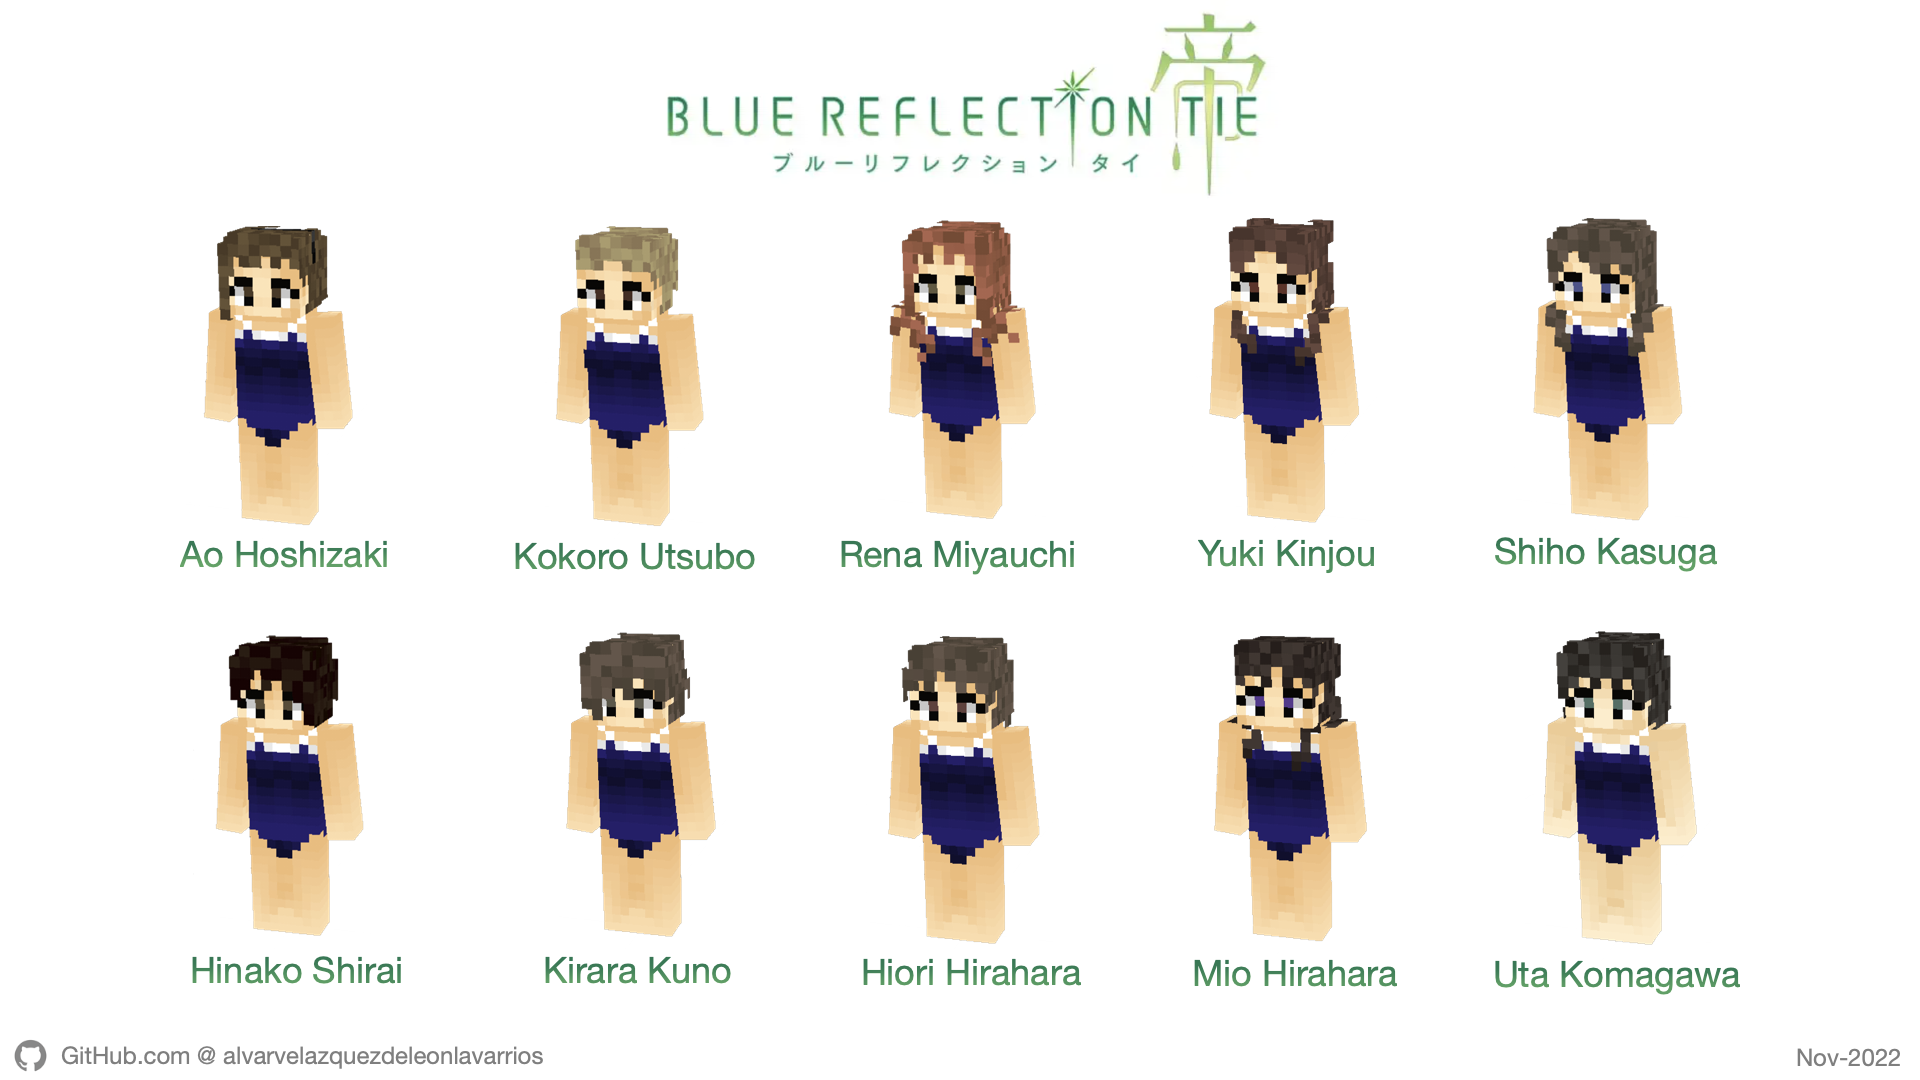 帝
BLUE REFLECTION TIE
ブルーリフレクション タイ
Ao Hoshizaki
Kokoro Utsubo
Rena Miyauchi
Yuki Kinjou
Shiho Kasuga
Hinako Shirai
Kirara Kuno
Hiori Hirahara
Mio Hirahara
Uta Komagawa
GitHub.com @ alvarvelazquezdeleonlavarrios
Nov-2022